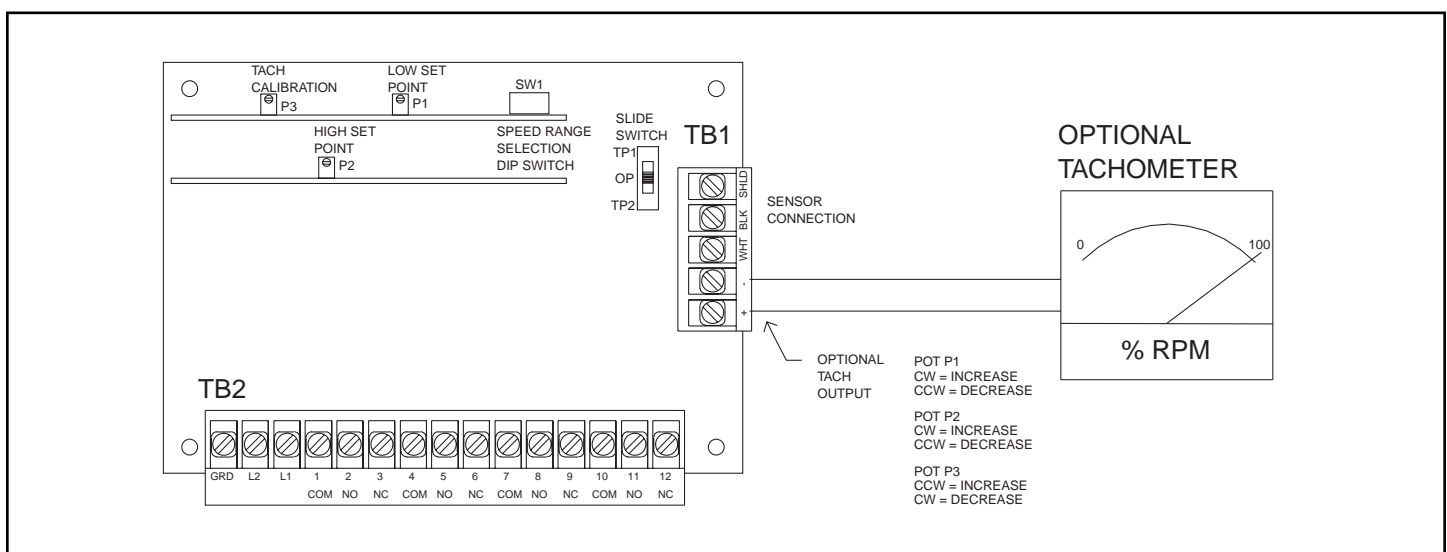 TACH
CALIBRATION
P3
LOW SET
POINT
P1
SW1
HIGH SET
POINT
P2
SPEED RANGE
SELECTION
DIP SWITCH
SLIDE
SWITCH
TP1
OP
TP2
TB1
SHLD
BLK
WHT
-
+
SENSOR
CONNECTION
OPTIONAL
TACHOMETER
0 100
% RPM
OPTIONAL
TACH
OUTPUT
POT P1
CW = INCREASE
CCW = DECREASE
POT P2
CW = INCREASE
CCW = DECREASE
POT P3
CCW = INCREASE
CW = DECREASE
TB2
GRD L2 L1 1 2 3 4 5 6 7 8 9 10 11 12
COM NO NC COM NO NC COM NO NC COM NO NC